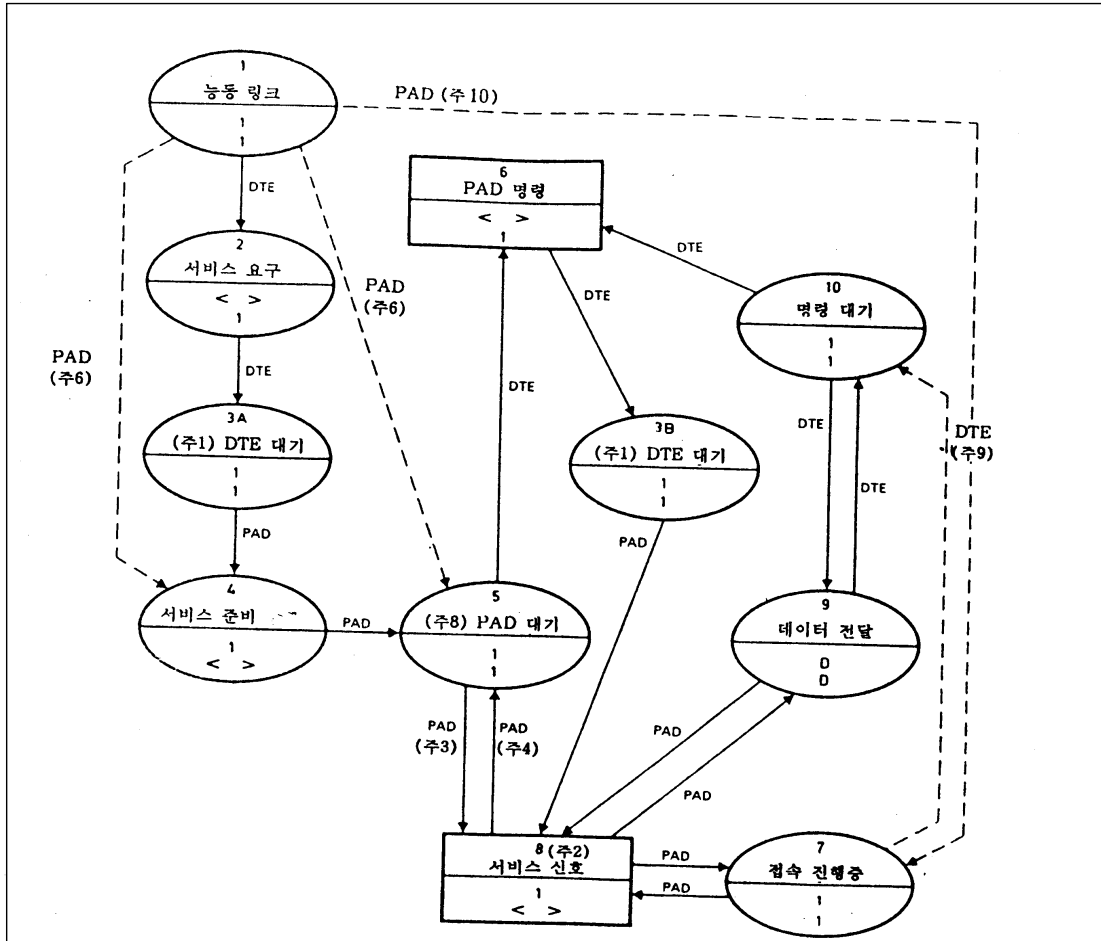 1
능동 링크
1
1
PAD (주10)
DTE
6
PAD 명령
< >
1
2
서비스 요구
< >
1
PAD
(주6)
PAD
(주6)
DTE
DTE
10
명령 대기
1
1
DTE
DTE
3A
(주1) DTE 대기
1
1
3B
(주1) DTE 대기
1
1
DTE
DTE
DTE
(주9)
PAD
PAD
4
서비스 준비
1
< >
PAD
5
(주8) PAD 대기
1
1
9
데이터 전달
D
D
PAD
(주3)
PAD
(주4)
PAD
PAD
8 (주2)
서비스 신호
1
< >
PAD
PAD
7
접속 진행중
1
1